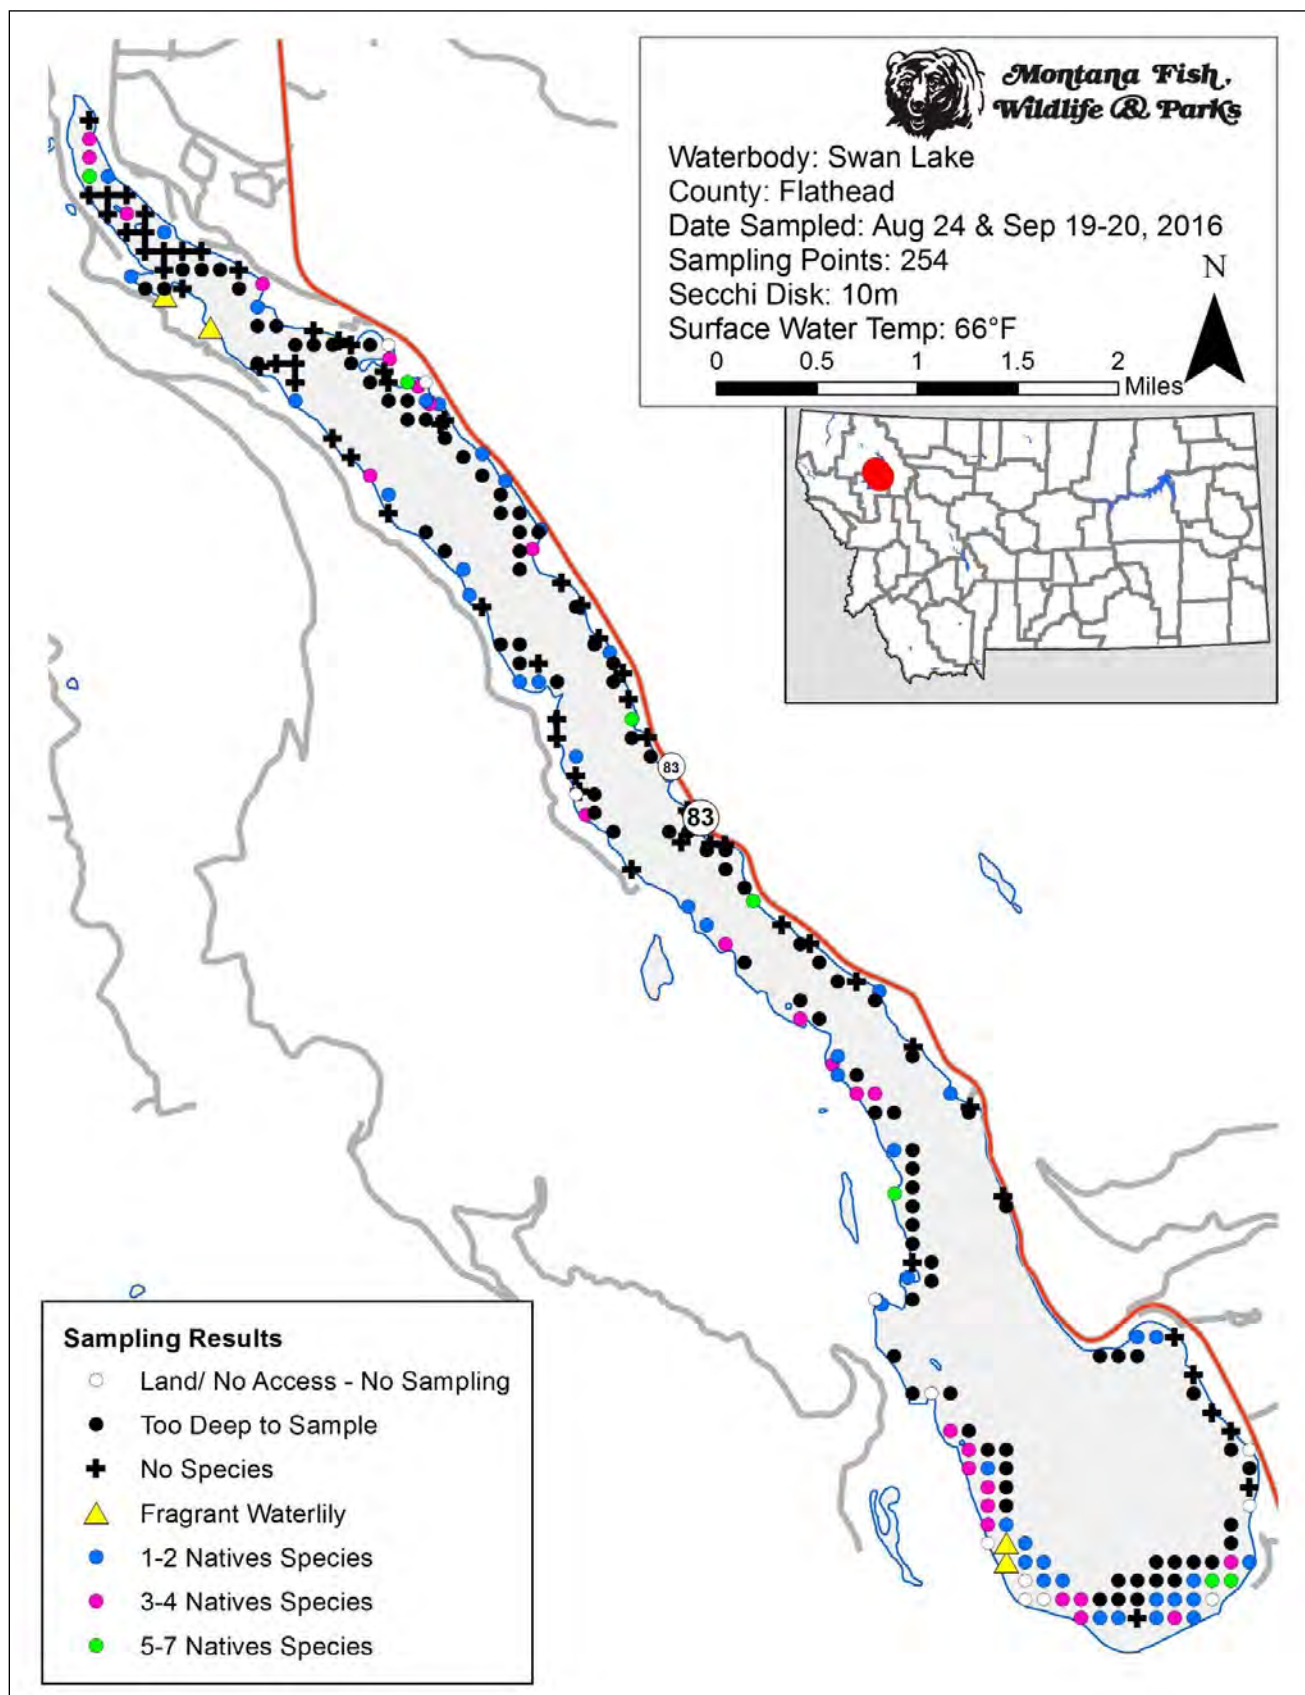 Montana Fish,
Wildlife & Parks
Waterbody: Swan Lake
County: Flathead
Date Sampled: Aug 24 & Sep 19-20, 2016
Sampling Points: 254
Secchi Disk: 10m
Surface Water Temp: 66°F
N
0 0.5 1 1.5 2
Miles
83
83
Sampling Results
Land/ No Access - No Sampling
Too Deep to Sample
No Species
Fragrant Waterlily
1-2 Natives Species
3-4 Natives Species
5-7 Natives Species